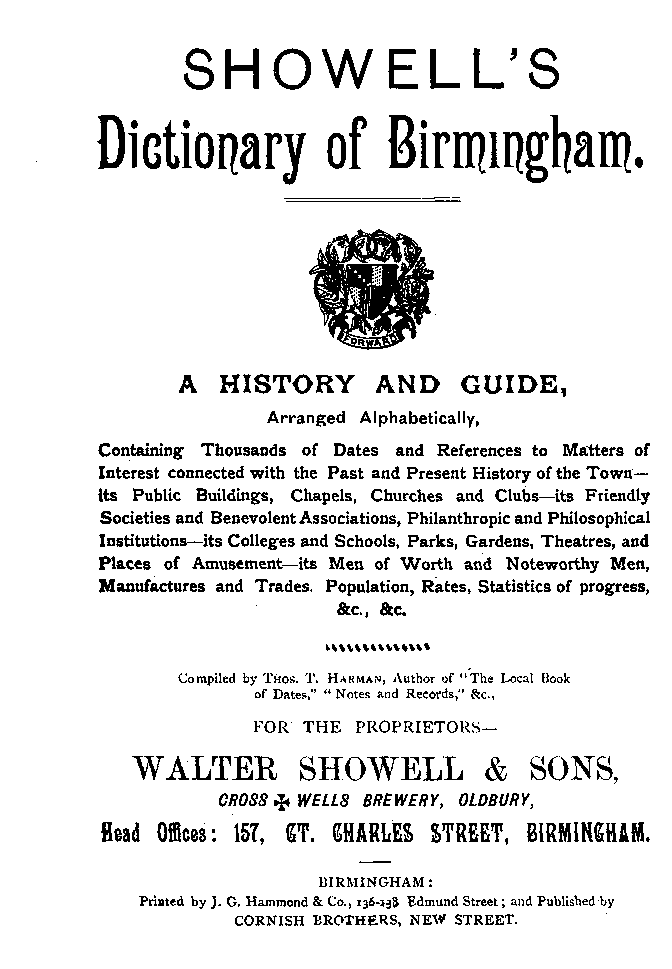 SHOWELL'S
Dictionary of Birmingham.
FORWARD
A HISTORY AND GUIDE,
Arranged Alphabetically,
Containing Thousands of Dates and References to Matters of
Interest connected with the Past and Present History of the Town—
its Public Buildings, Chapels, Churches and Clubs—its Friendly
Societies and Benevolent Associations, Philanthropic and Philosophical
Institutions—its Colleges and Schools, Parks, Gardens, Theatres, and
Places of Amusement—its Men of Worth and Noteworthy Men,
Manufactures and Trades. Population, Rates, Statistics of progress,
&c., &c.
Compiled by THOS. T. HARMAN, Author of "The Local Book
of Dates," "Notes and Records," &c.,
FOR THE PROPRIETORS—
WALTER SHOWELL & SONS,
CROSS ✠ WELLS BREWERY, OLDBURY,
Head Offices: 157, GT. CHARLES STREET, BIRMINGHAM.
BIRMINGHAM:
Printed by J. G. Hammond & Co., 136-138 Edmund Street; and Published by
CORNISH BROTHERS, NEW STREET.